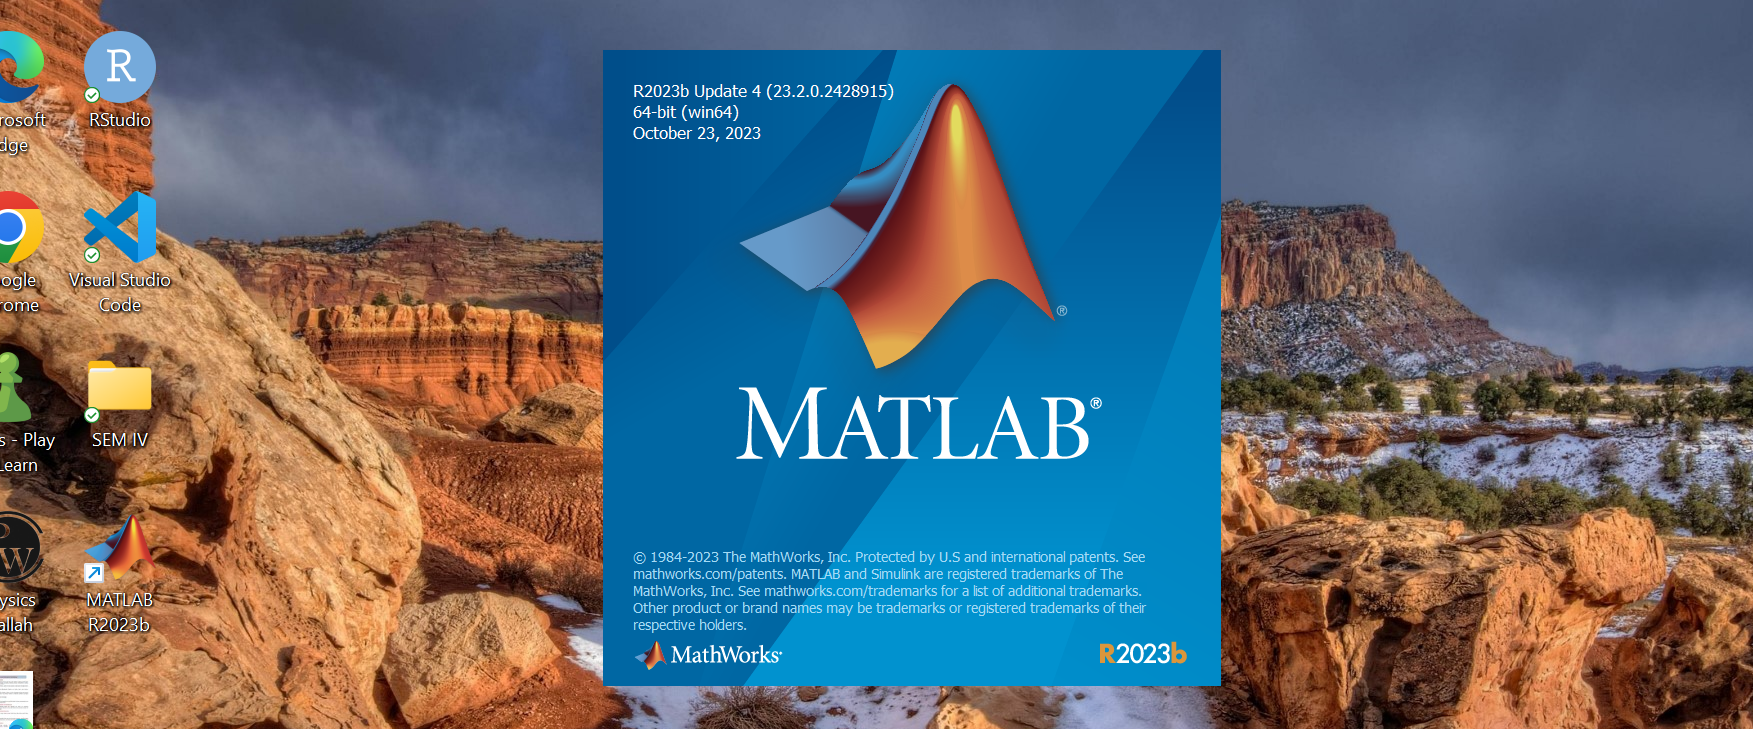 rosoft
dge
R
RStudio
ogle
rome
Visual Studio
Code
s - Play
Learn
SEM IV
P
W
ysics
allah
MATLAB
R2023b
R2023b Update 4 (23.2.0.2428915)
64-bit (win64)
October 23, 2023
®
MATLAB®
© 1984-2023 The MathWorks, Inc. Protected by U.S and international patents. See
mathworks.com/patents. MATLAB and Simulink are registered trademarks of The
MathWorks, Inc. See mathworks.com/trademarks for a list of additional trademarks.
Other product or brand names may be trademarks or registered trademarks of their
respective holders.
MathWorks®
R2023b